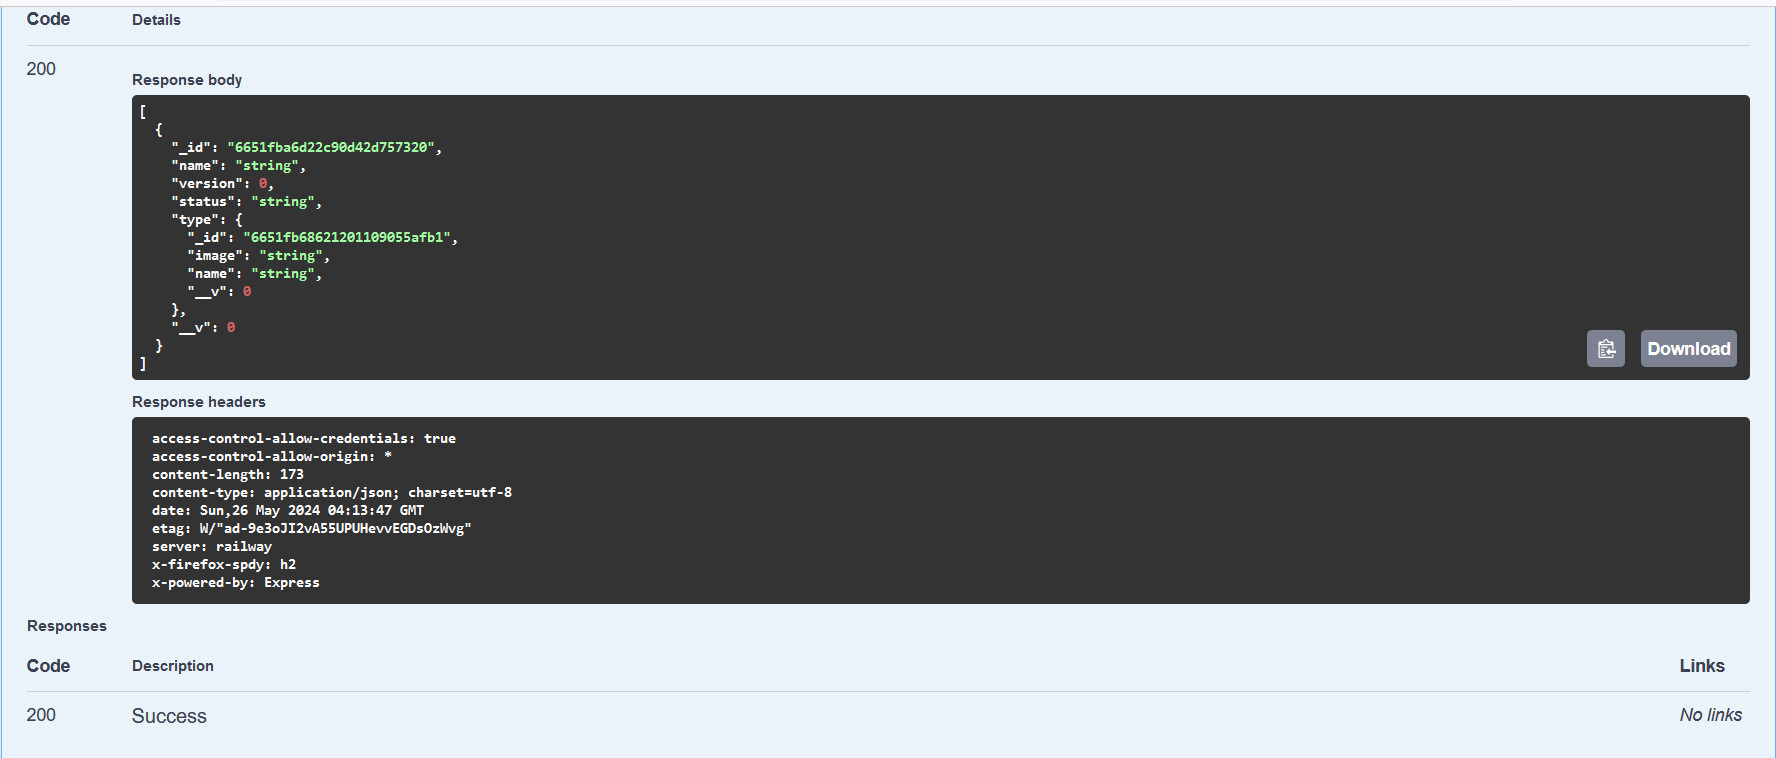 Code Details
200
Response body
[
  {
    "_id": "6651fba6d22c90d42d757320",
    "name": "string",
    "version": 0,
    "status": "string",
    "type": {
      "_id": "6651fb68621201109055afb1",
      "image": "string",
      "name": "string",
      "__v": 0
    },
    "__v": 0
  }
]
Download
Response headers
access-control-allow-credentials: true
access-control-allow-origin: *
content-length: 173
content-type: application/json; charset=utf-8
date: Sun,26 May 2024 04:13:47 GMT
etag: W/"ad-9e3oJI2vA55UPUHevvEGDsOzWvg"
server: railway
x-firefox-spdy: h2
x-powered-by: Express
Responses
Code Description Links
200 Success No links